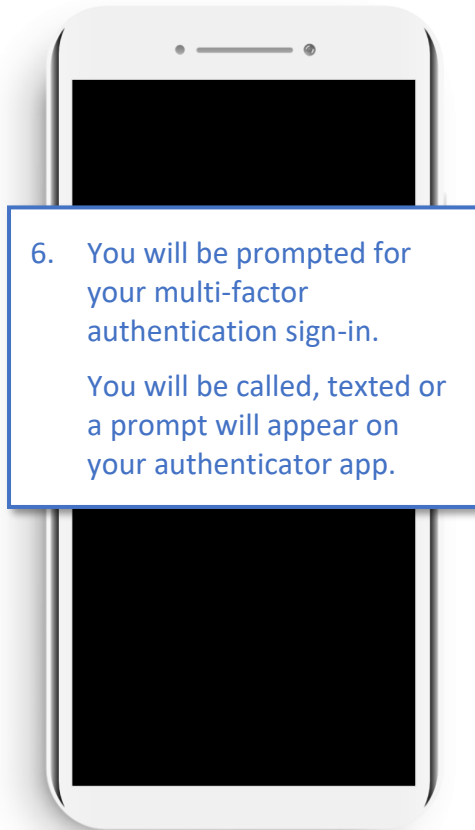 6. You will be prompted for
your multi-factor
authentication sign-in.
You will be called, texted or
a prompt will appear on
your authenticator app.